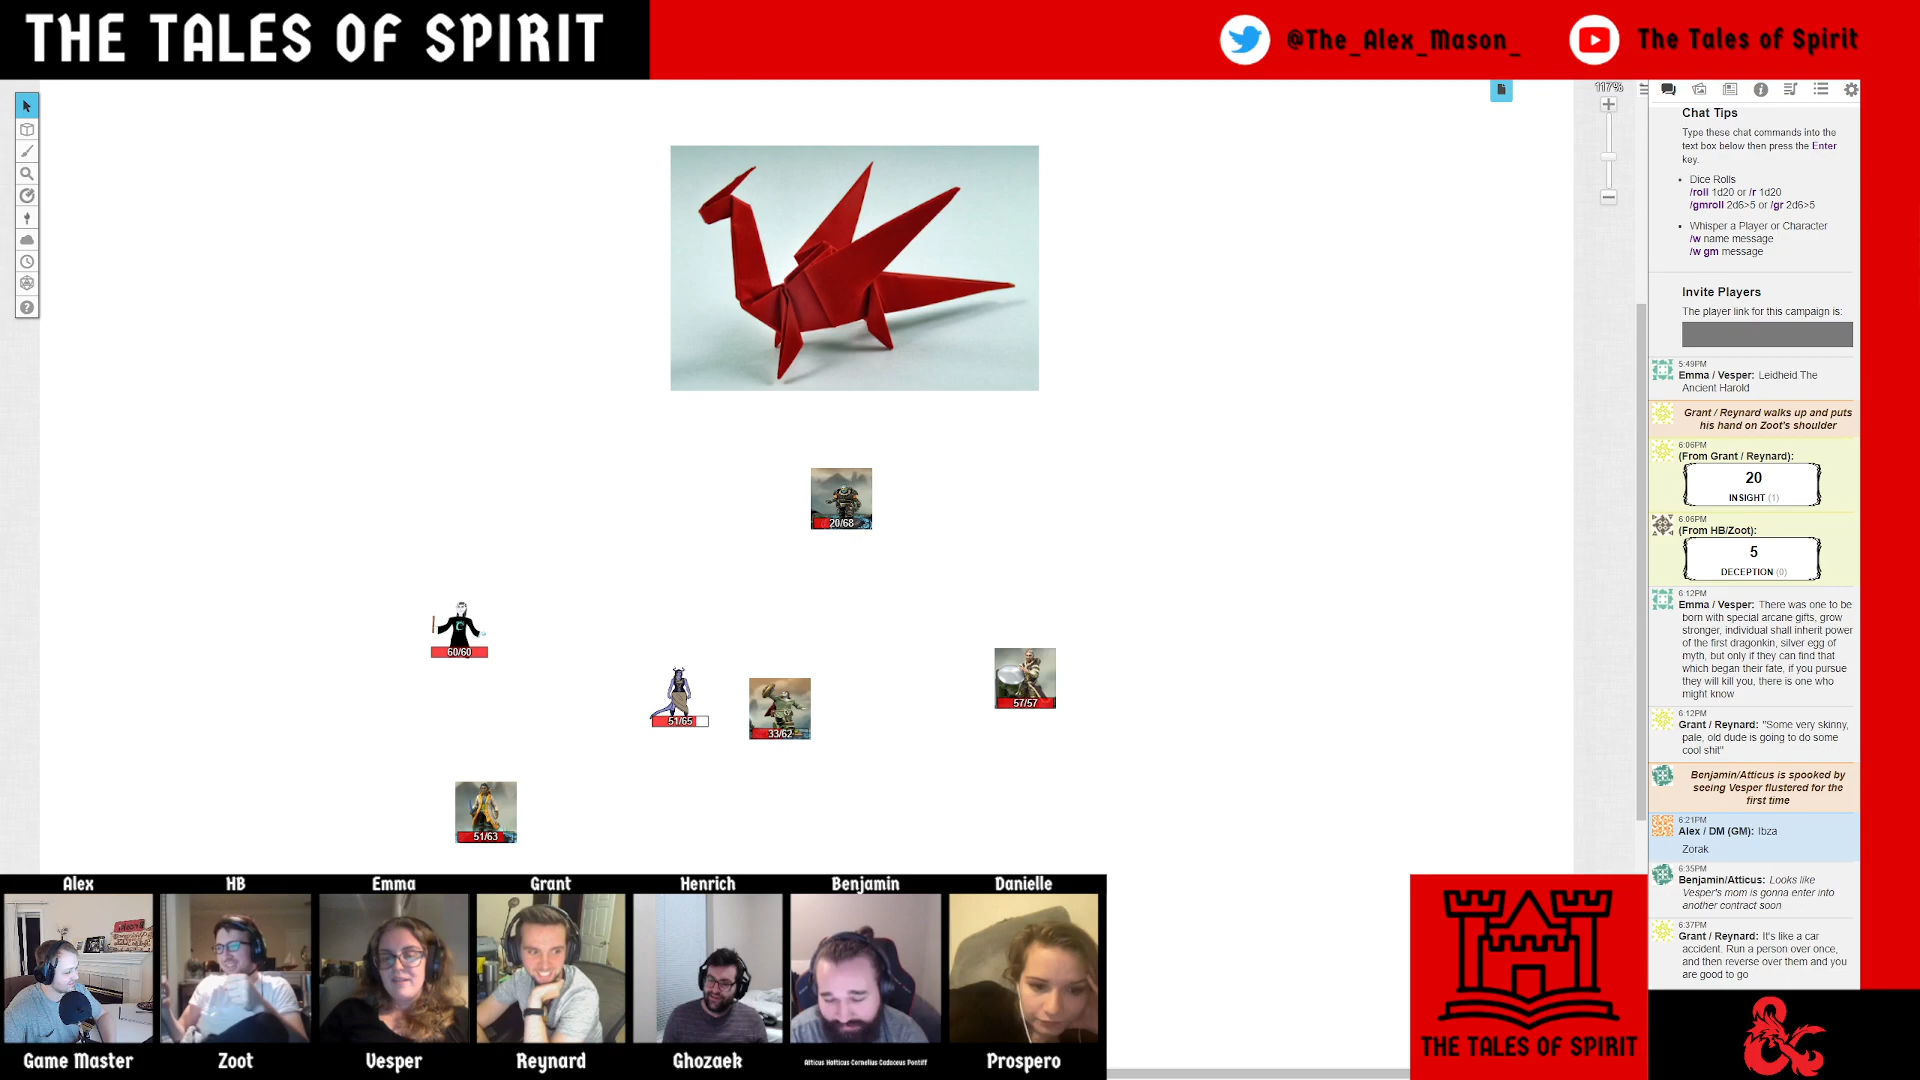 THE TALES OF SPIRIT
@The_Alex_Mason_
The Tales of Spirit
117%
Chat Tips
Type these chat commands into the
text box below then press the Enter
key.
Dice Rolls
/roll 1d20 or /r 1d20
/gmroll 2d6>5 or /gr 2d6>5
Whisper a Player or Character
/w name message
/w gm message
Invite Players
The player link for this campaign is:
5:49PM
Emma / Vesper: Leidheid The
Ancient Harold
Grant / Reynard walks up and puts
his hand on Zoot's shoulder
6:06PM
(From Grant / Reynard):
20
INSIGHT (1)
6:06PM
(From HB/Zoot):
5
DECEPTION (0)
6:12PM
Emma / Vesper: There was one to be
born with special arcane gifts, grow
stronger, individual shall inherit power
of the first dragonkin, silver egg of
myth, but only if they can find that
which began their fate, if you pursue
they will kill you, there is one who
might know
6:12PM
Grant / Reynard: "Some very skinny,
pale, old dude is going to do some
cool shit"
Benjamin/Atticus is spooked by
seeing Vesper flustered for the
first time
6:21PM
Alex / DM (GM): Ibza
Zorak
6:35PM
Benjamin/Atticus: Looks like
Vesper's mom is gonna enter into
another contract soon
6:37PM
Grant / Reynard: It's like a car
accident. Run a person over once,
and then reverse over them and you
are good to go
20/68
60/60
51/65
33/62
57/57
51/63
Alex
HB
Emma
Grant
Henrich
Benjamin
Danielle
Game Master
Zoot
Vesper
Reynard
Ghozaek
Atticus Hatticus Cornelius Cadaceus Pontiff
Prospero
THE TALES OF SPIRIT